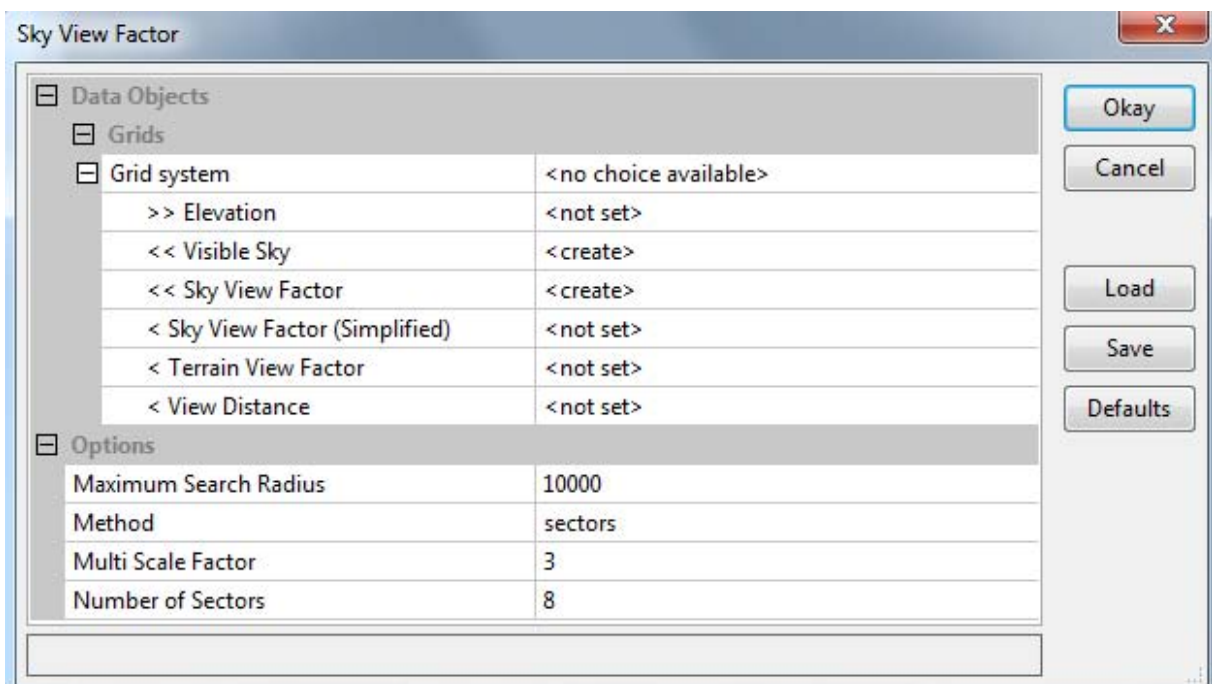 Sky View Factor
Data Objects
Grids
Grid system <no choice available>
>> Elevation <not set>
<< Visible Sky <create>
<< Sky View Factor <create>
< Sky View Factor (Simplified) <not set>
< Terrain View Factor <not set>
< View Distance <not set>
Options
Maximum Search Radius 10000
Method sectors
Multi Scale Factor 3
Number of Sectors 8
Okay
Cancel
Load
Save
Defaults